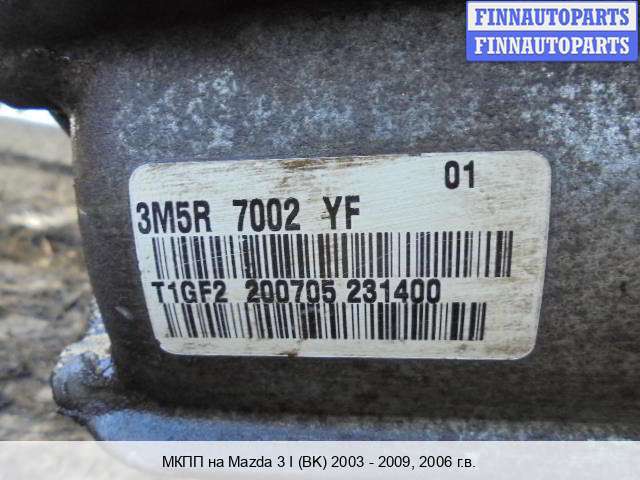 FINNAUTOPARTS
FINNAUTOPARTS
01
3M5R 7002 YF
T1GF2 200705 231400
МКПП на Mazda 3 I (BK) 2003 - 2009, 2006 г.в.